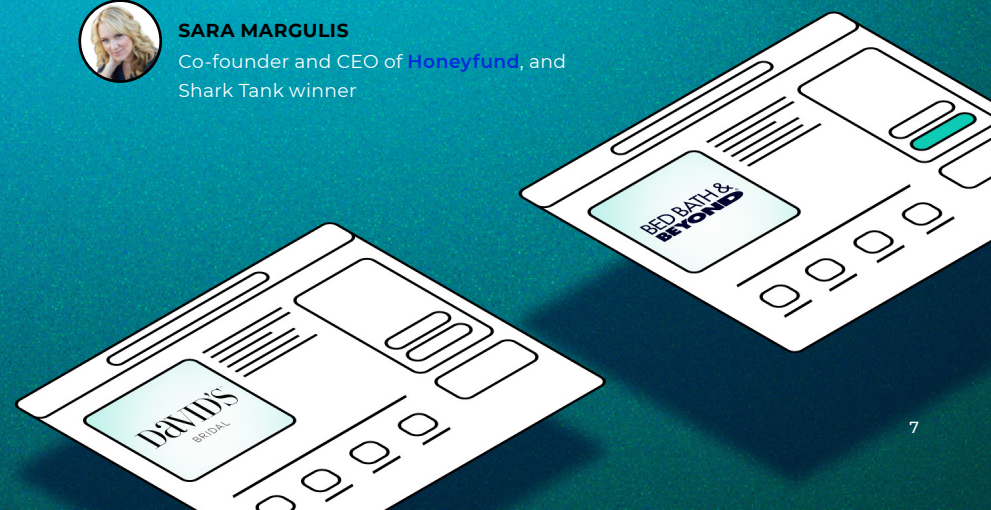 SARA MARGULIS
Co-founder and CEO of Honeyfund, and
Shark Tank winner
BED BATH &
BEYOND
DAVID'S
BRIDAL
7